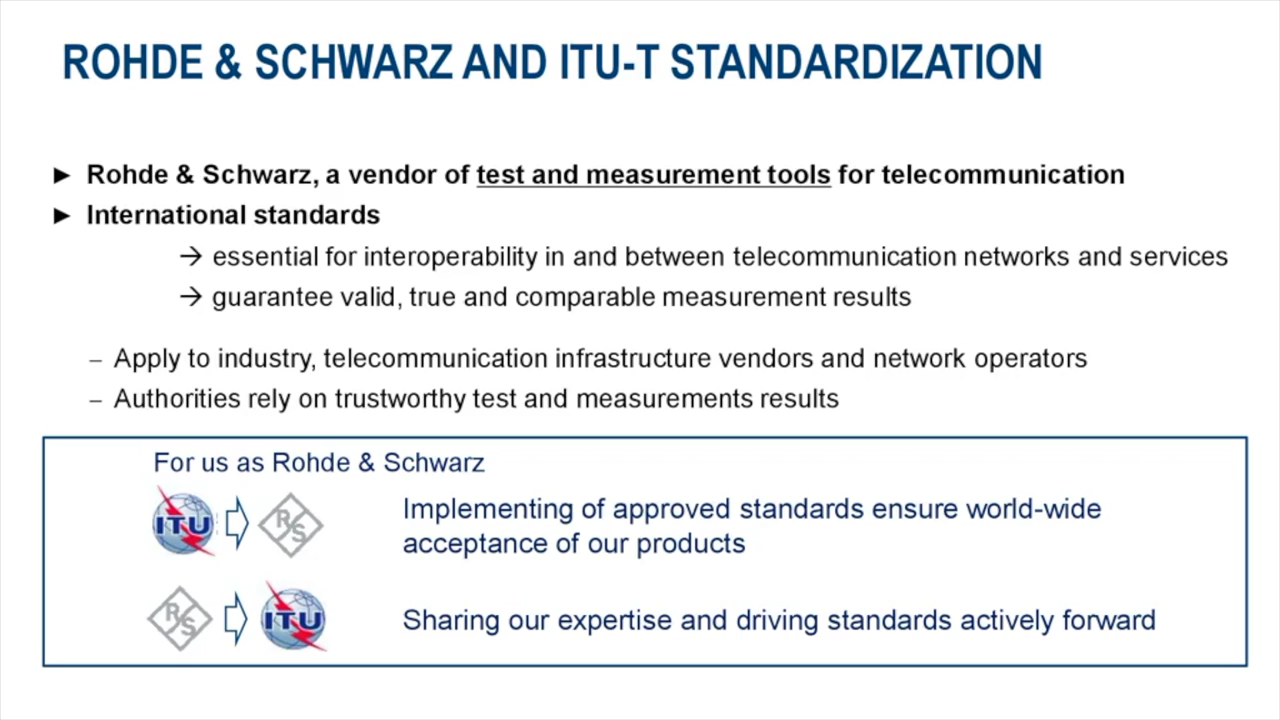 ROHDE & SCHWARZ AND ITU-T STANDARDIZATION
► Rohde & Schwarz, a vendor of test and measurement tools for telecommunication
► International standards
→ essential for interoperability in and between telecommunication networks and services
→ guarantee valid, true and comparable measurement results
– Apply to industry, telecommunication infrastructure vendors and network operators
– Authorities rely on trustworthy test and measurements results
For us as Rohde & Schwarz
ITU R S
Implementing of approved standards ensure world-wide
acceptance of our products
R S ITU
Sharing our expertise and driving standards actively forward